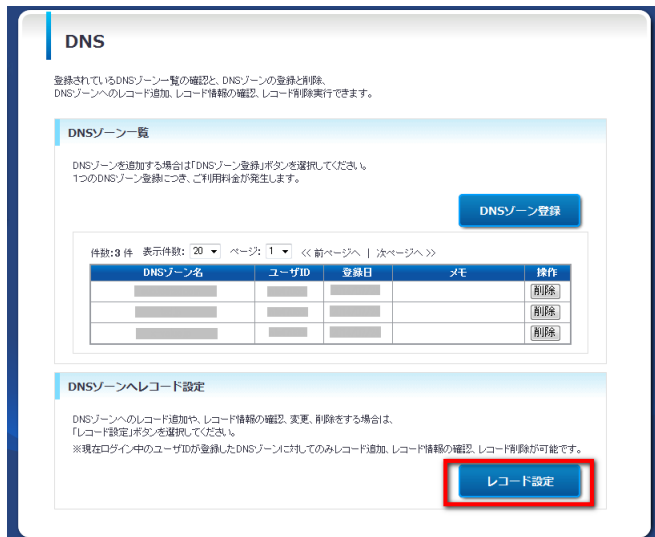 DNS
登録されているDNSゾーン一覧の確認と、DNSゾーンの登録と削除、
DNSゾーンへのレコード追加、レコード情報の確認、レコード削除実行できます。
DNSゾーン一覧
DNSゾーンを追加する場合は「DNSゾーン登録」ボタンを選択してください。
1つのDNSゾーン登録につき、ご利用料金が発生します。
DNSゾーン登録
件数:3 件 表示件数: 20 ページ: 1 << 前ページへ | 次ページへ >>
DNSゾーン名 ユーザID 登録日 メモ 操作
削除
削除
削除
DNSゾーンへレコード設定
DNSゾーンへのレコード追加や、レコード情報の確認、変更、削除をする場合は、
「レコード設定」ボタンを選択してください。
※現在ログイン中のユーザIDが登録したDNSゾーンに対してのみレコード追加、レコード情報の確認、レコード削除が可能です。
レコード設定